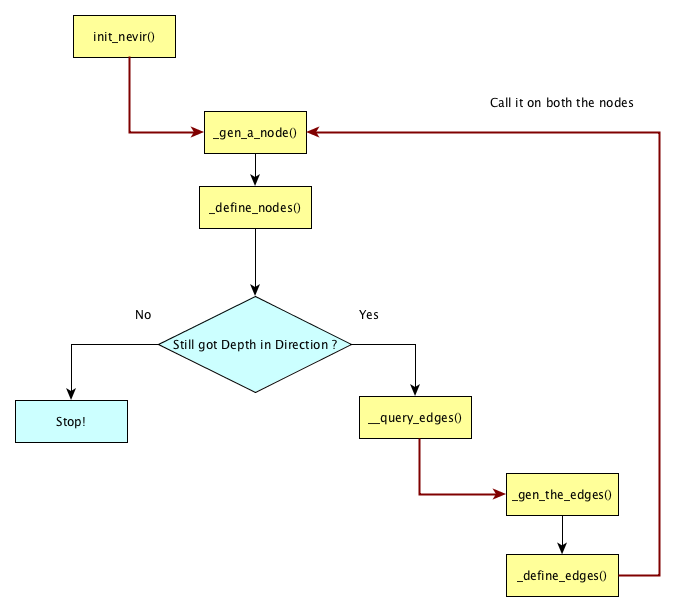 init_nevir()
Call it on both the nodes
_gen_a_node()
_define_nodes()
No
Yes
Still got Depth in Direction ?
__query_edges()
Stop!
_gen_the_edges()
_define_edges()